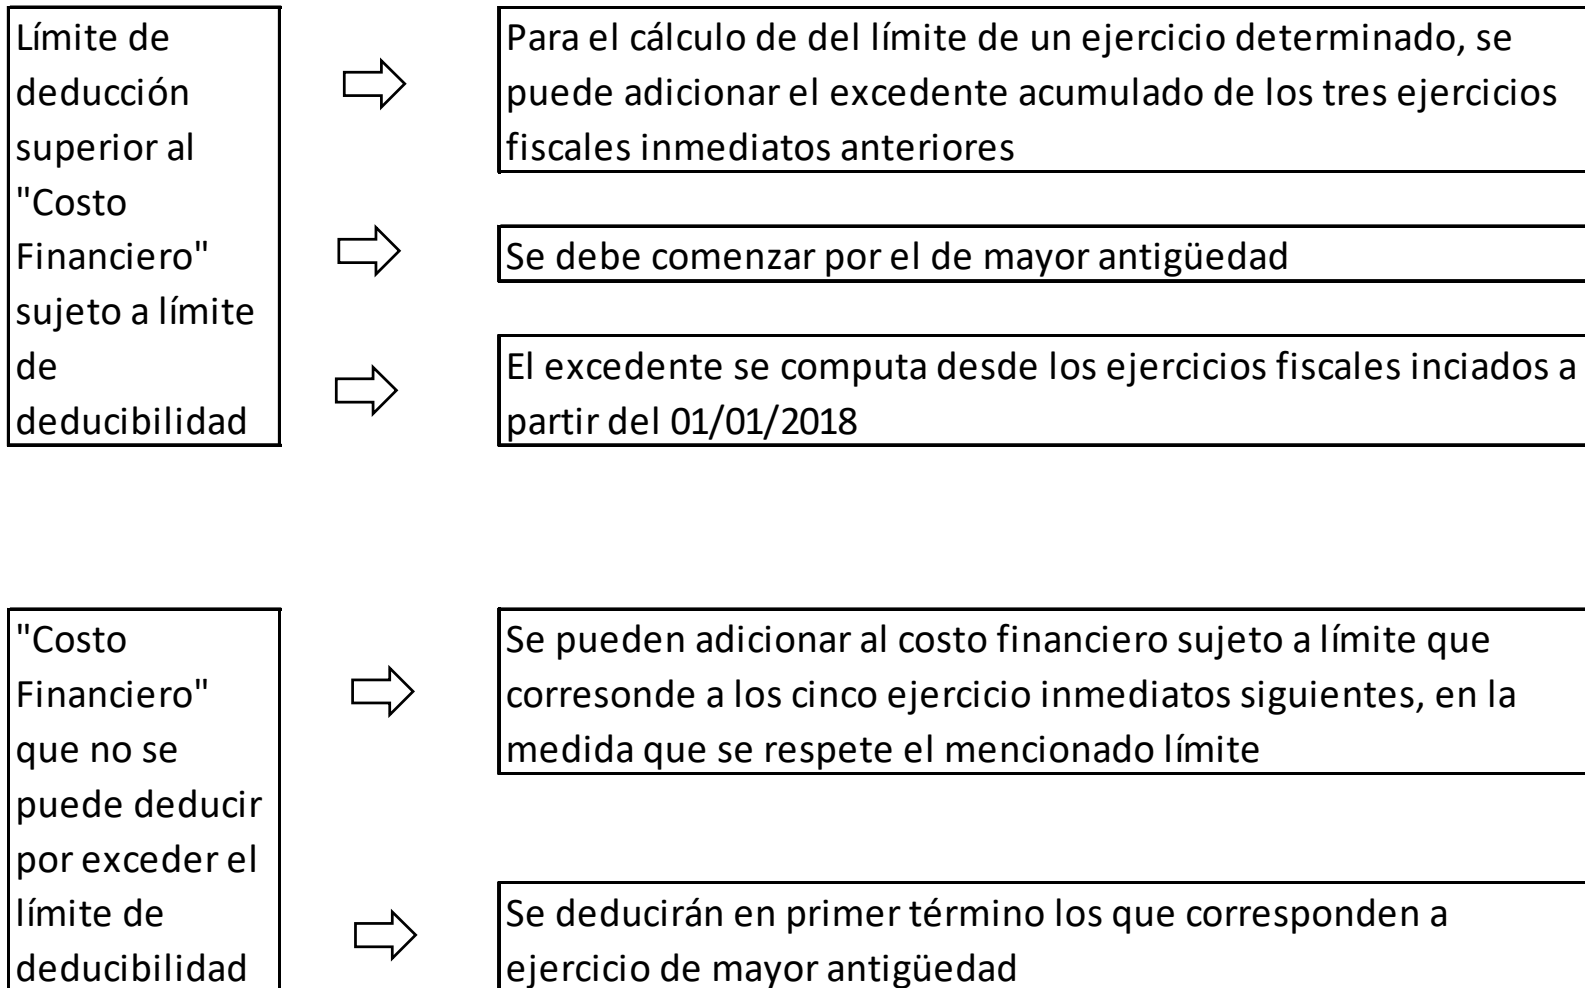 Límite de
deducción
superior al
"Costo
Financiero"
sujeto a límite
de
deducibilidad
Para el cálculo de del límite de un ejercicio determinado, se
puede adicionar el excedente acumulado de los tres ejercicios
fiscales inmediatos anteriores
Se debe comenzar por el de mayor antigüedad
El excedente se computa desde los ejercicios fiscales inciados a
partir del 01/01/2018
"Costo
Financiero"
que no se
puede deducir
por exceder el
límite de
deducibilidad
Se pueden adicionar al costo financiero sujeto a límite que
corresonde a los cinco ejercicio inmediatos siguientes, en la
medida que se respete el mencionado límite
Se deducirán en primer término los que corresponden a
ejercicio de mayor antigüedad